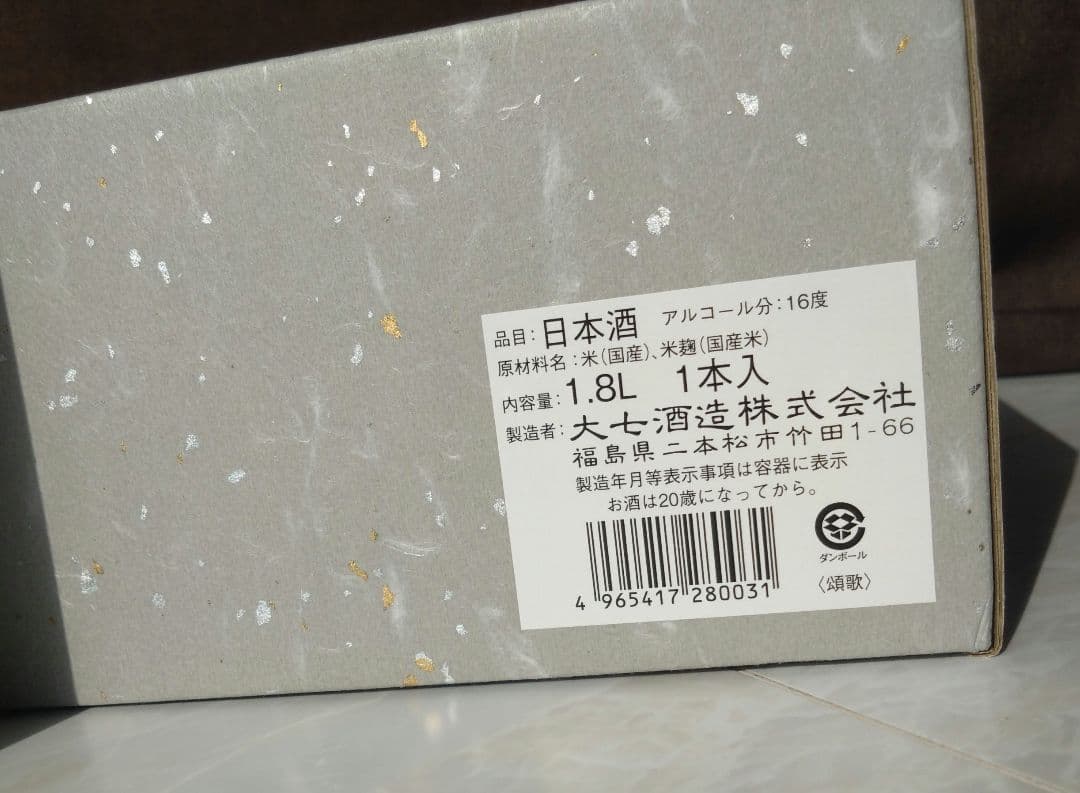 品目：日本酒 アルコール分：16度
原材料名：米（国産）、米麹（国産米）
内容量：1.8L 1本入
製造者：大七酒造株式会社
福島県二本松市竹田1-66
製造年月等表示事項は容器に表示
お酒は20歳になってから。
ダンボール
4 965417 280031
〈頌歌〉